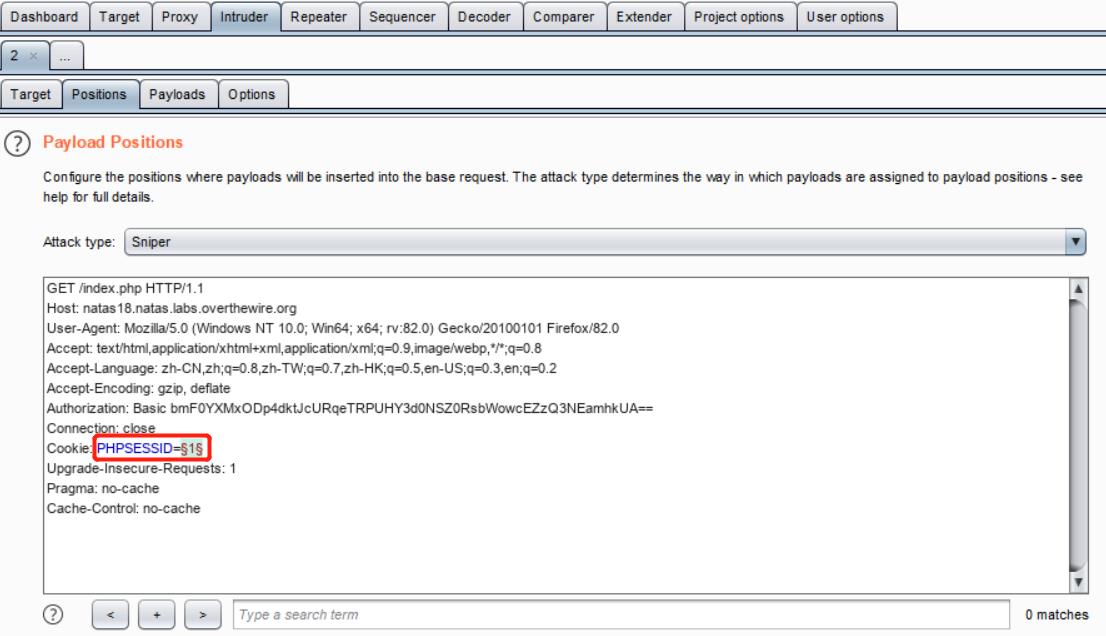 Dashboard Target Proxy Intruder Repeater Sequencer Decoder Comparer Extender Project options User options
2 × ...
Target Positions Payloads Options
? Payload Positions
Configure the positions where payloads will be inserted into the base request. The attack type determines the way in which payloads are assigned to payload positions - see
help for full details.
Attack type: Sniper
GET /index.php HTTP/1.1
Host: natas18.natas.labs.overthewire.org
User-Agent: Mozilla/5.0 (Windows NT 10.0; Win64; x64; rv:82.0) Gecko/20100101 Firefox/82.0
Accept: text/html,application/xhtml+xml,application/xml;q=0.9,image/webp,*/*;q=0.8
Accept-Language: zh-CN,zh;q=0.8,zh-TW;q=0.7,zh-HK;q=0.5,en-US;q=0.3,en;q=0.2
Accept-Encoding: gzip, deflate
Authorization: Basic bmF0YXMxODp4dktJcURqeTRPUHY3d0NSZ0RsbWowcEZzQ3NEamhkUA==
Connection: close
Cookie: PHPSESSID=§1§
Upgrade-Insecure-Requests: 1
Pragma: no-cache
Cache-Control: no-cache
? < + > Type a search term 0 matches